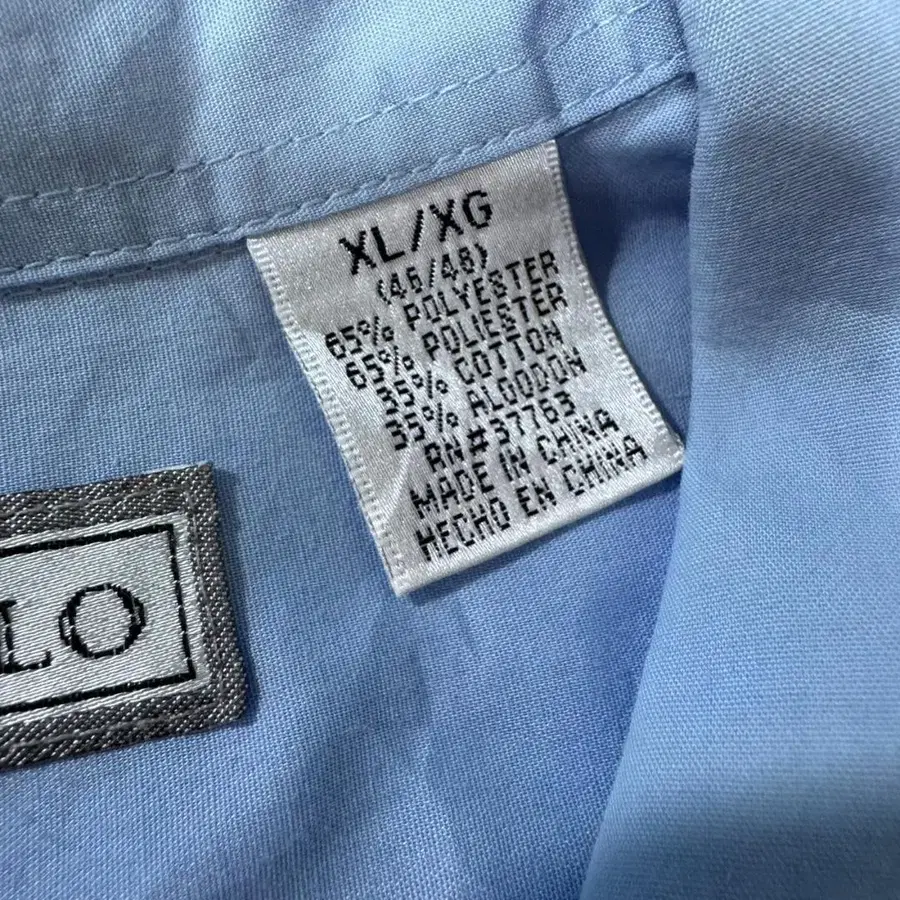 XL/XG
(46/48)
65% POLYESTER
65% POLIESTER
35% COTTON
35% ALGODON
RN#37763
MADE IN CHINA
HECHO EN CHINA
LO